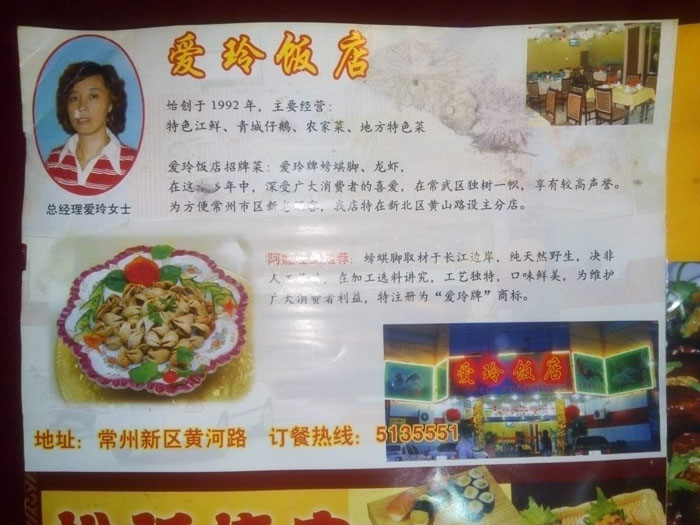 爱玲饭店
始创于1992年，主要经营：
特色江鲜、青城仔鹅、农家菜、地方特色菜
爱玲饭店招牌菜：爱玲牌蟛蜞脚、龙虾，
在这 年中，深受广大消费者的喜爱，在常武区独树一帜，享有较高声誉。
为方便常州市区新老顾客，我店特在新北区黄山路设主分店。
总经理爱玲女士
推荐：蟛蜞脚取材于长江边岸，纯天然野生，决非
人工养殖，在加工选料讲究，工艺独特，口味鲜美，为维护
广大消费者利益，特注册为“爱玲牌”商标。
爱玲饭店
地址：常州新区黄河路 订餐热线：5135551